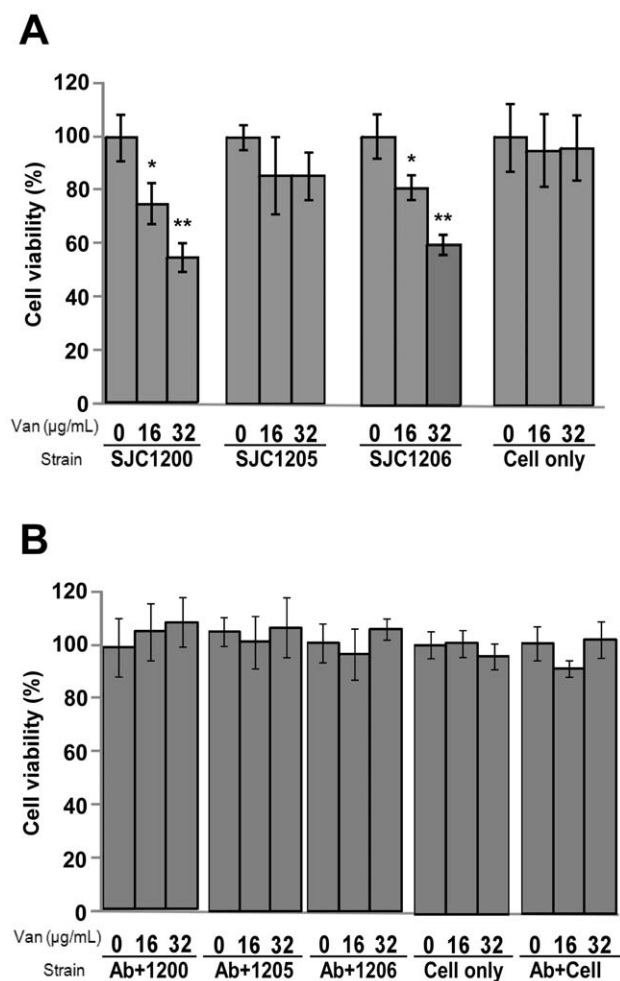 A
Cell viability (%)
120
100
80
60
40
20
0
* ** * **
Van (µg/mL) 0 16 32 0 16 32 0 16 32 0 16 32
Strain SJC1200 SJC1205 SJC1206 Cell only
B
Cell viability (%)
120
100
80
60
40
20
0
Van (µg/mL) 0 16 32 0 16 32 0 16 32 0 16 32 0 16 32
Strain Ab+1200 Ab+1205 Ab+1206 Cell only Ab+Cell